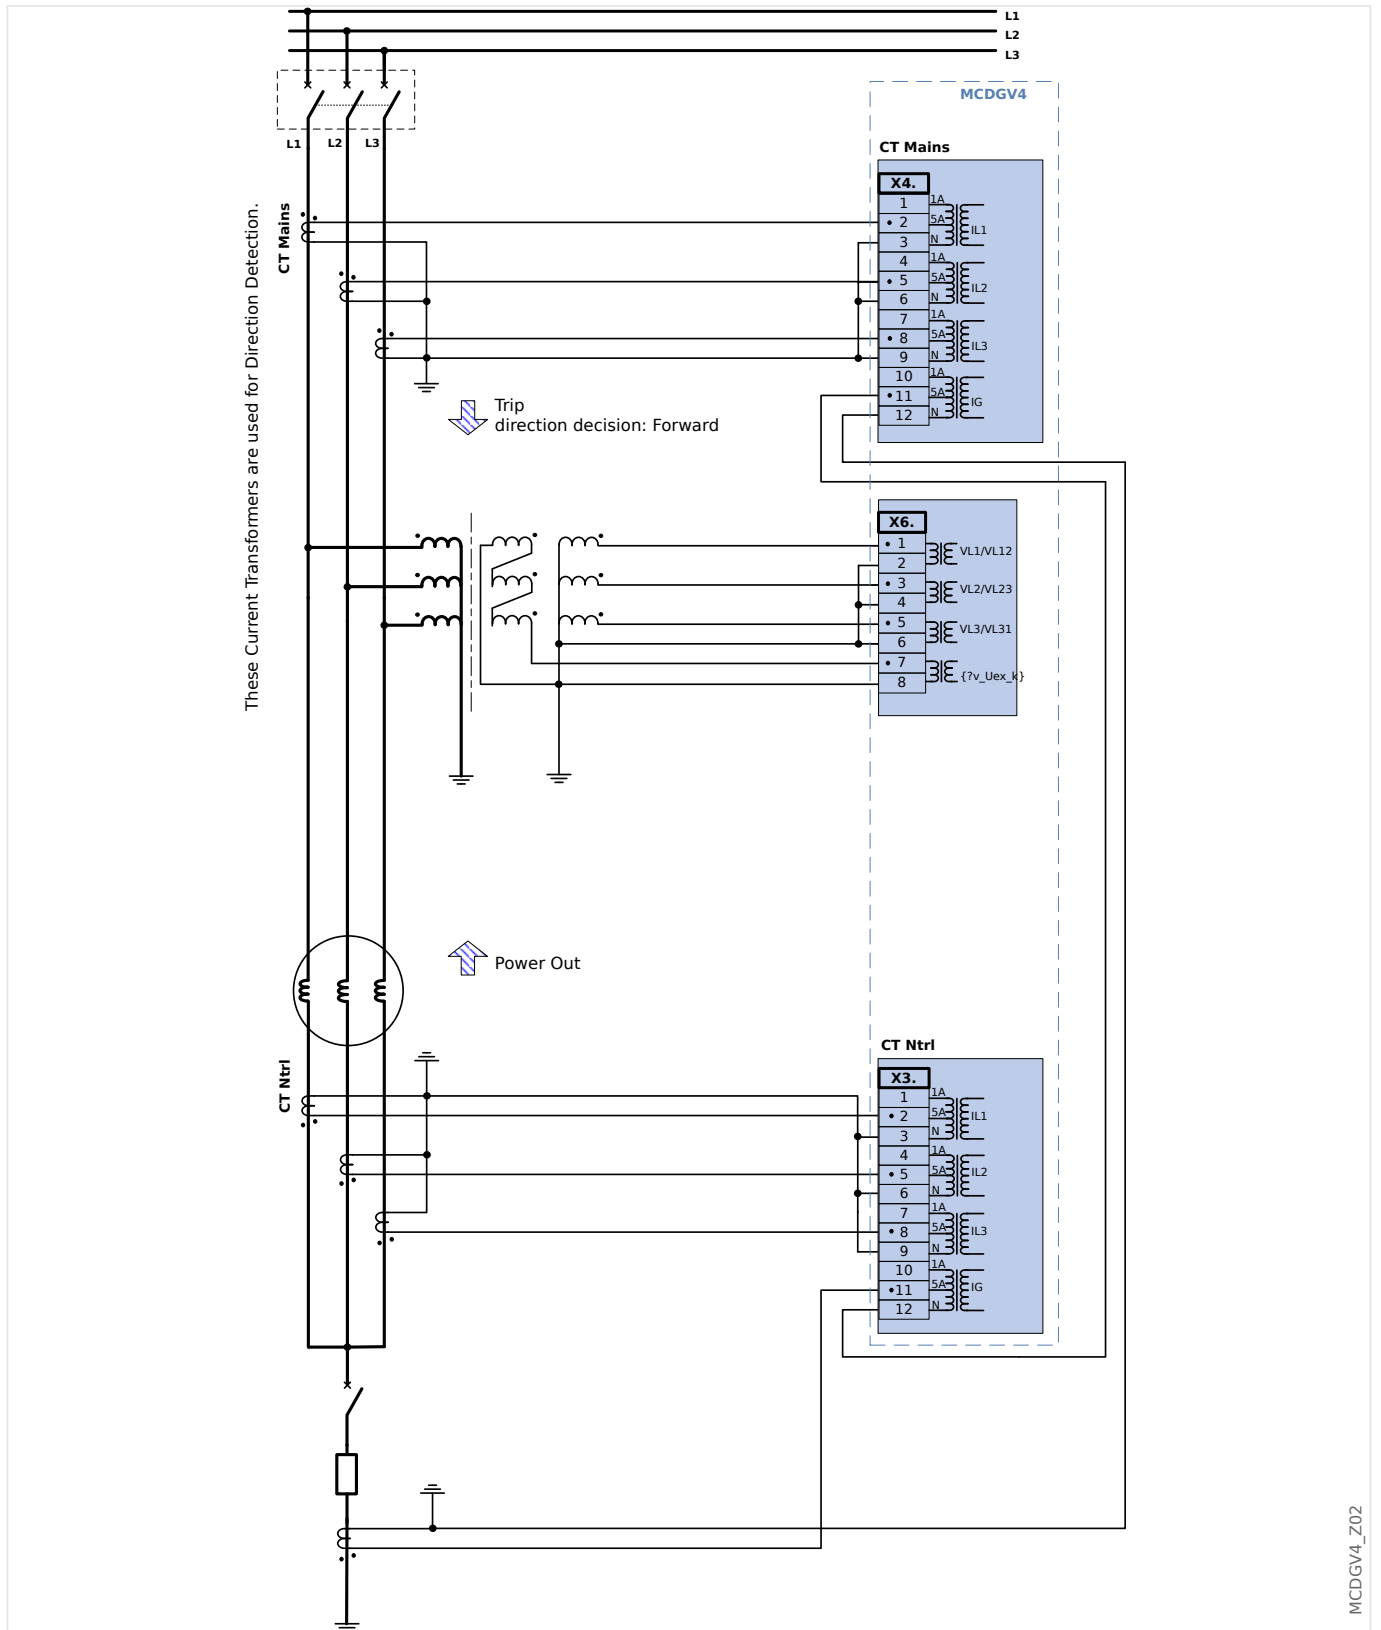 L1
L2
L3
MCDGV4
L1 L2 L3
CT Mains
X4.
1 1A
• 2 5A IL1
3 N
4 1A
• 5 5A IL2
6 N
7 1A
• 8 5A IL3
9 N
10 1A
• 11 5A IG
12 N
CT Mains
These Current Transformers are used for Direction Detection.
Trip
direction decision: Forward
X6.
• 1 VL1/VL12
2
• 3 VL2/VL23
4
• 5 VL3/VL31
6
• 7 {?v_Uex_k}
8
Power Out
CT Ntrl
CT Ntrl
X3.
1 1A
• 2 5A IL1
3 N
4 1A
• 5 5A IL2
6 N
7 1A
• 8 5A IL3
9 N
10 1A
• 11 5A IG
12 N
MCDGV4_Z02